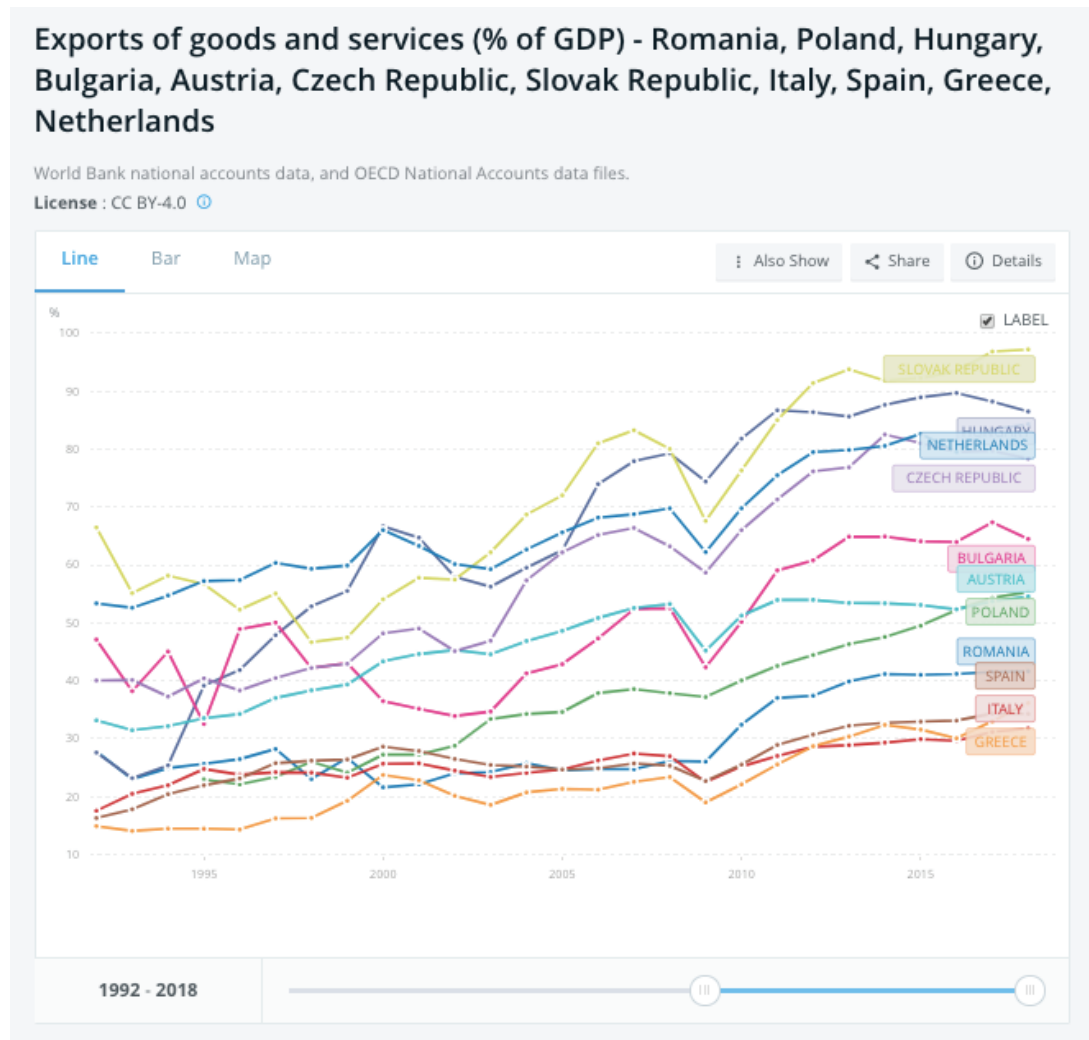 Exports of goods and services (% of GDP) - Romania, Poland, Hungary,
Bulgaria, Austria, Czech Republic, Slovak Republic, Italy, Spain, Greece,
Netherlands
World Bank national accounts data, and OECD National Accounts data files.
License : CC BY-4.0
Line Bar Map Also Show Share Details
%
LABEL
100
90
80
70
60
50
40
30
20
10
SLOVAK REPUBLIC
HUNGARY
NETHERLANDS
CZECH REPUBLIC
BULGARIA
AUSTRIA
POLAND
ROMANIA
SPAIN
ITALY
GREECE
1995 2000 2005 2010 2015
1992 - 2018